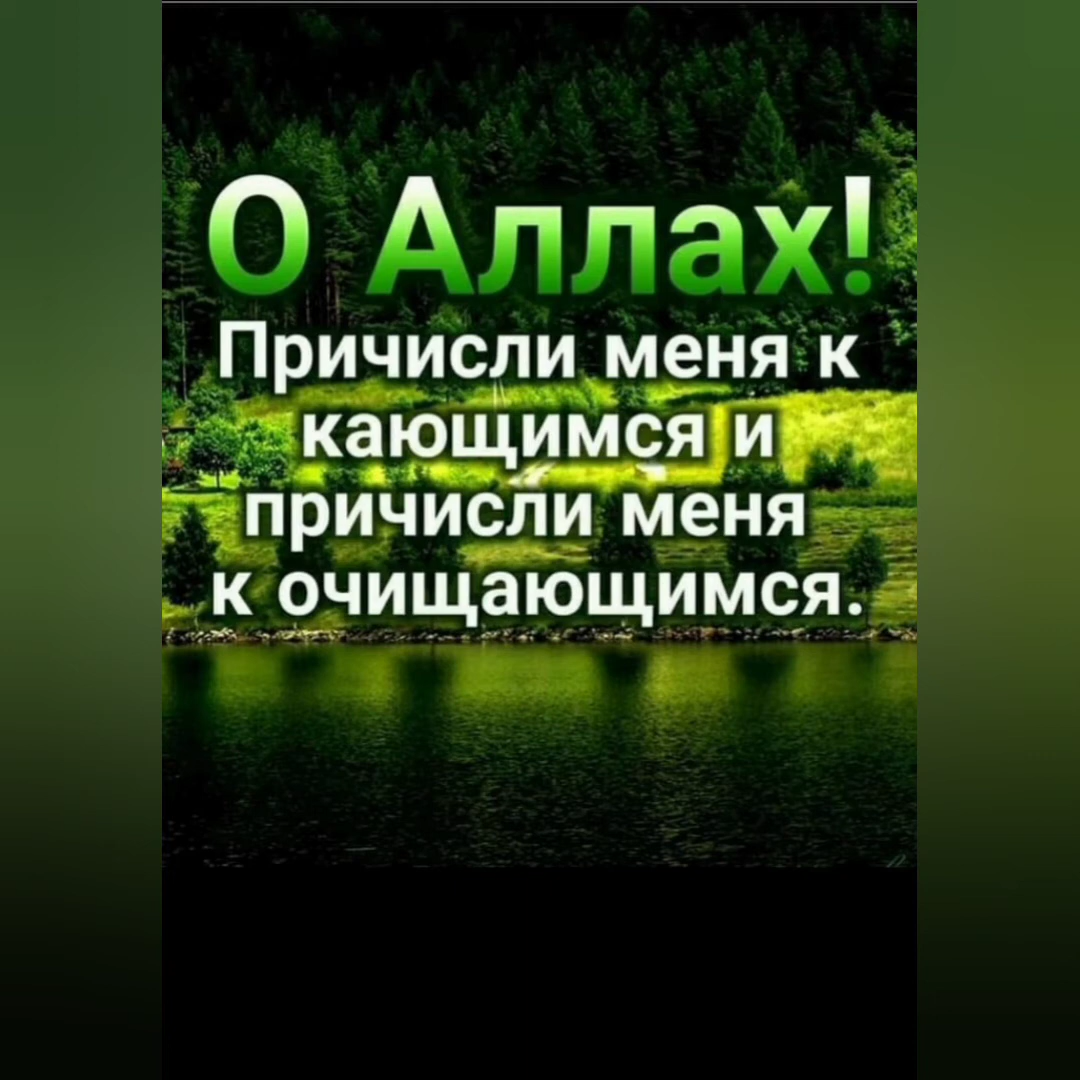 О Аллах!
Причисли меня к
кающимся и
причисли меня
к очищающимся.